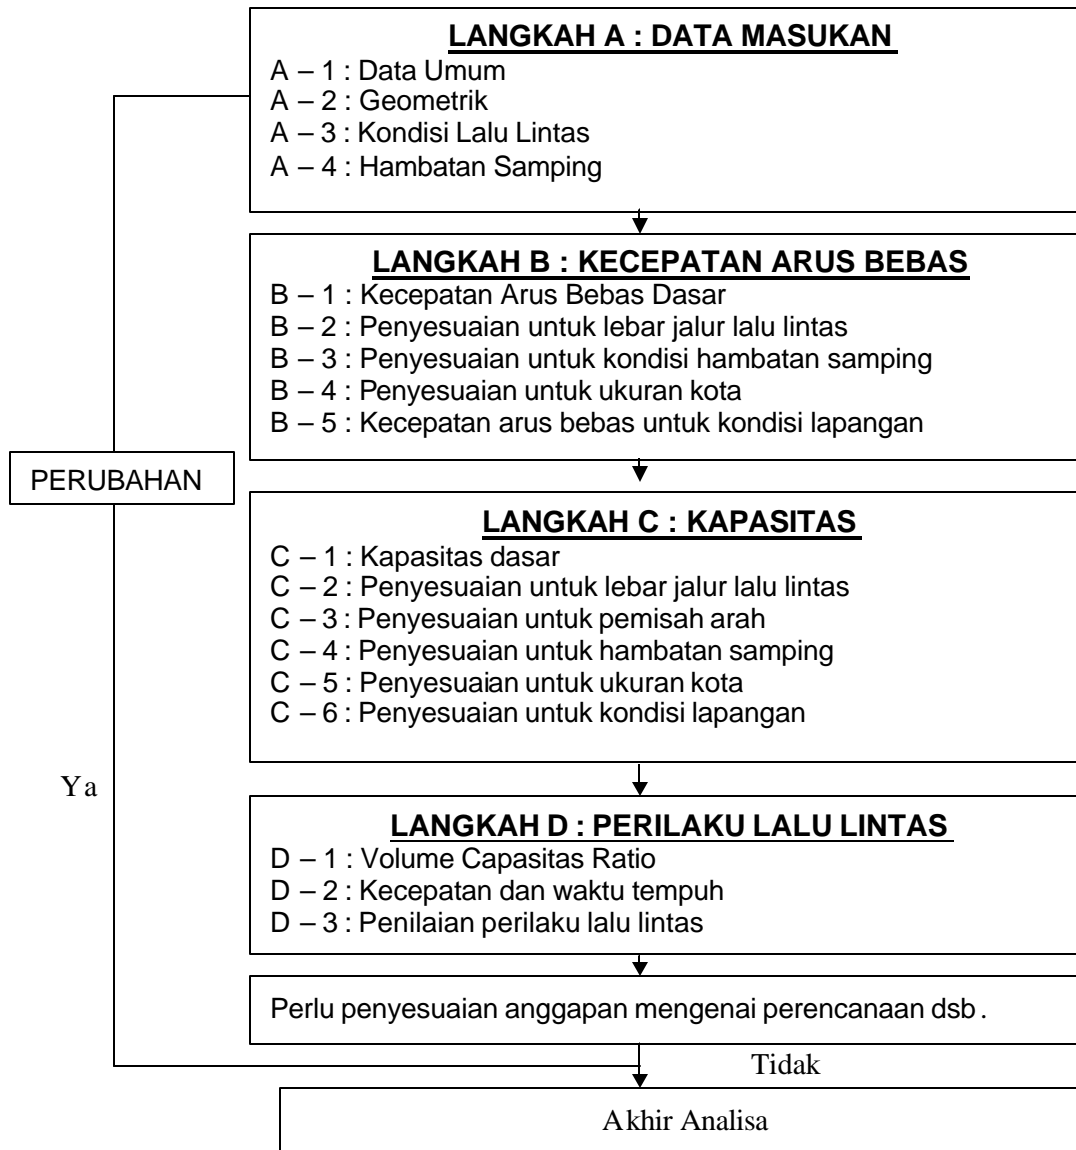 LANGKAH A : DATA MASUKAN
A – 1 : Data Umum
A – 2 : Geometrik
A – 3 : Kondisi Lalu Lintas
A – 4 : Hambatan Samping
LANGKAH B : KECEPATAN ARUS BEBAS
B – 1 : Kecepatan Arus Bebas Dasar
B – 2 : Penyesuaian untuk lebar jalur lalu lintas
B – 3 : Penyesuaian untuk kondisi hambatan samping
B – 4 : Penyesuaian untuk ukuran kota
B – 5 : Kecepatan arus bebas untuk kondisi lapangan
PERUBAHAN
LANGKAH C : KAPASITAS
C – 1 : Kapasitas dasar
C – 2 : Penyesuaian untuk lebar jalur lalu lintas
C – 3 : Penyesuaian untuk pemisah arah
C – 4 : Penyesuaian untuk hambatan samping
C – 5 : Penyesuaian untuk ukuran kota
C – 6 : Penyesuaian untuk kondisi lapangan
Ya
LANGKAH D : PERILAKU LALU LINTAS
D – 1 : Volume Capasitas Ratio
D – 2 : Kecepatan dan waktu tempuh
D – 3 : Penilaian perilaku lalu lintas
Perlu penyesuaian anggapan mengenai perencanaan dsb.
Tidak
Akhir Analisa